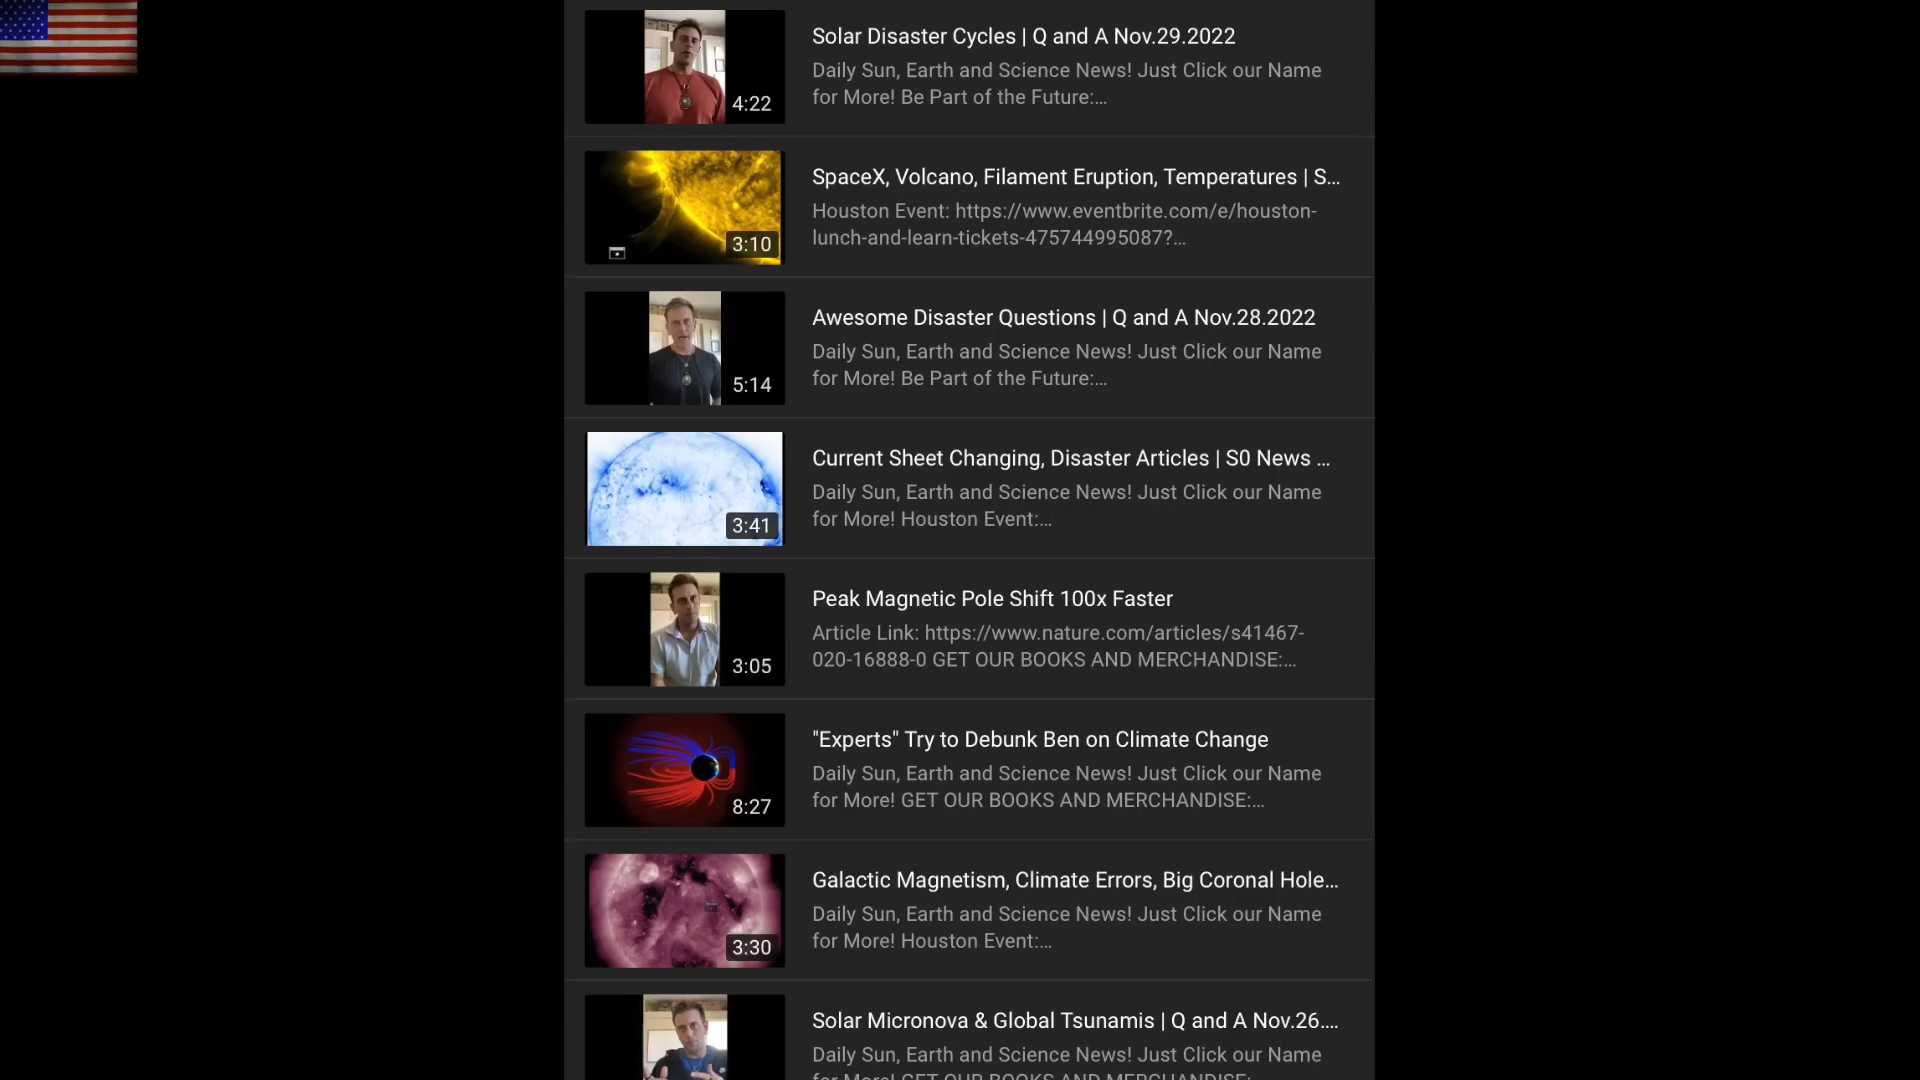 Solar Disaster Cycles | Q and A Nov.29.2022
Daily Sun, Earth and Science News! Just Click our Name
for More! Be Part of the Future:...
4:22
SpaceX, Volcano, Filament Eruption, Temperatures | S...
Houston Event: https://www.eventbrite.com/e/houston-
lunch-and-learn-tickets-475744995087?...
3:10
Awesome Disaster Questions | Q and A Nov.28.2022
Daily Sun, Earth and Science News! Just Click our Name
for More! Be Part of the Future:...
5:14
Current Sheet Changing, Disaster Articles | S0 News ...
Daily Sun, Earth and Science News! Just Click our Name
for More! Houston Event:...
3:41
Peak Magnetic Pole Shift 100x Faster
Article Link: https://www.nature.com/articles/s41467-
020-16888-0 GET OUR BOOKS AND MERCHANDISE:...
3:05
"Experts" Try to Debunk Ben on Climate Change
Daily Sun, Earth and Science News! Just Click our Name
for More! GET OUR BOOKS AND MERCHANDISE:...
8:27
Galactic Magnetism, Climate Errors, Big Coronal Hole...
Daily Sun, Earth and Science News! Just Click our Name
for More! Houston Event:...
3:30
Solar Micronova & Global Tsunamis | Q and A Nov.26....
Daily Sun, Earth and Science News! Just Click our Name
for More! GET OUR BOOKS AND MERCHANDISE: